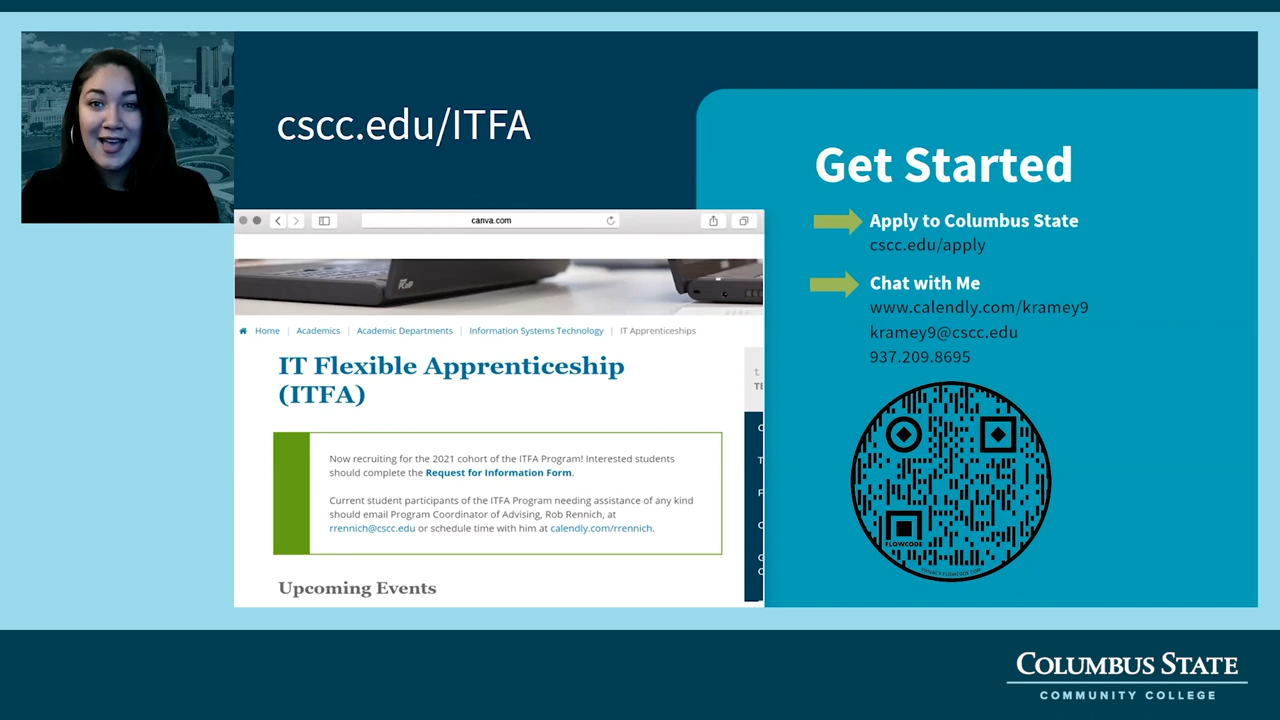 cscc.edu/ITFA
canva.com
Home | Academics | Academic Departments | Information Systems Technology | IT Apprenticeships
IT Flexible Apprenticeship
(ITFA)
Now recruiting for the 2021 cohort of the ITFA Program! Interested students
should complete the Request for Information Form.
Current student participants of the ITFA Program needing assistance of any kind
should email Program Coordinator of Advising, Rob Rennich, at
rrennich@cscc.edu or schedule time with him at calendly.com/rrennich.
Upcoming Events
Get Started
Apply to Columbus State
cscc.edu/apply
Chat with Me
www.calendly.com/kramey9
kramey9@cscc.edu
937.209.8695
FLOWCODE
PRIVACY.FLOWCODE.COM
COLUMBUS STATE
COMMUNITY COLLEGE